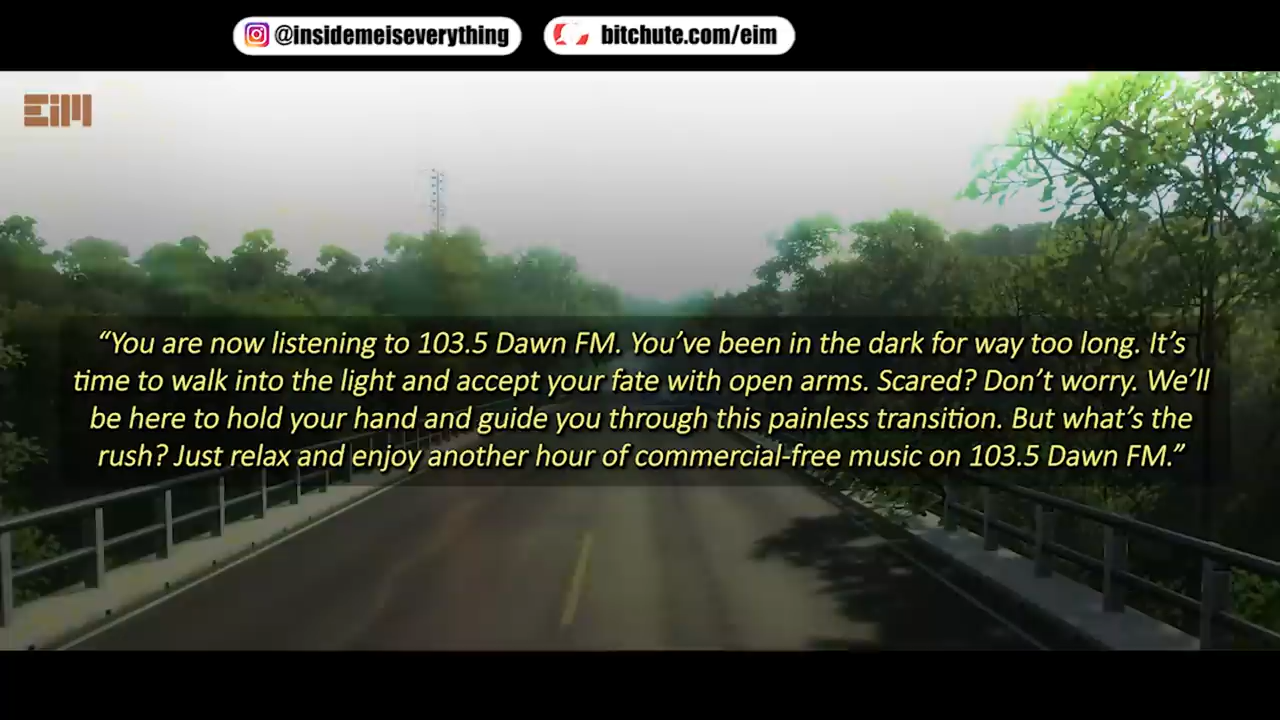 @insidemeiseverything
bitchute.com/eim
EiM
“You are now listening to 103.5 Dawn FM. You’ve been in the dark for way too long. It’s
time to walk into the light and accept your fate with open arms. Scared? Don’t worry. We’ll
be here to hold your hand and guide you through this painless transition. But what’s the
rush? Just relax and enjoy another hour of commercial-free music on 103.5 Dawn FM.”